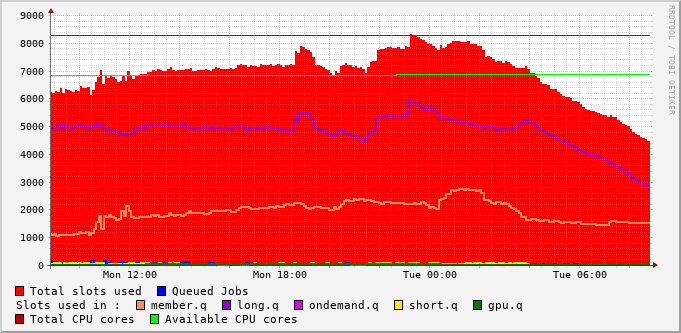 9000
8000
7000
6000
5000
4000
3000
2000
1000
0
Mon 12:00 Mon 18:00 Tue 00:00 Tue 06:00
RRDTOOL / TOBI OETIKER
Total slots used Queued Jobs
Slots used in : member.q long.q ondemand.q short.q gpu.q
Total CPU cores Available CPU cores